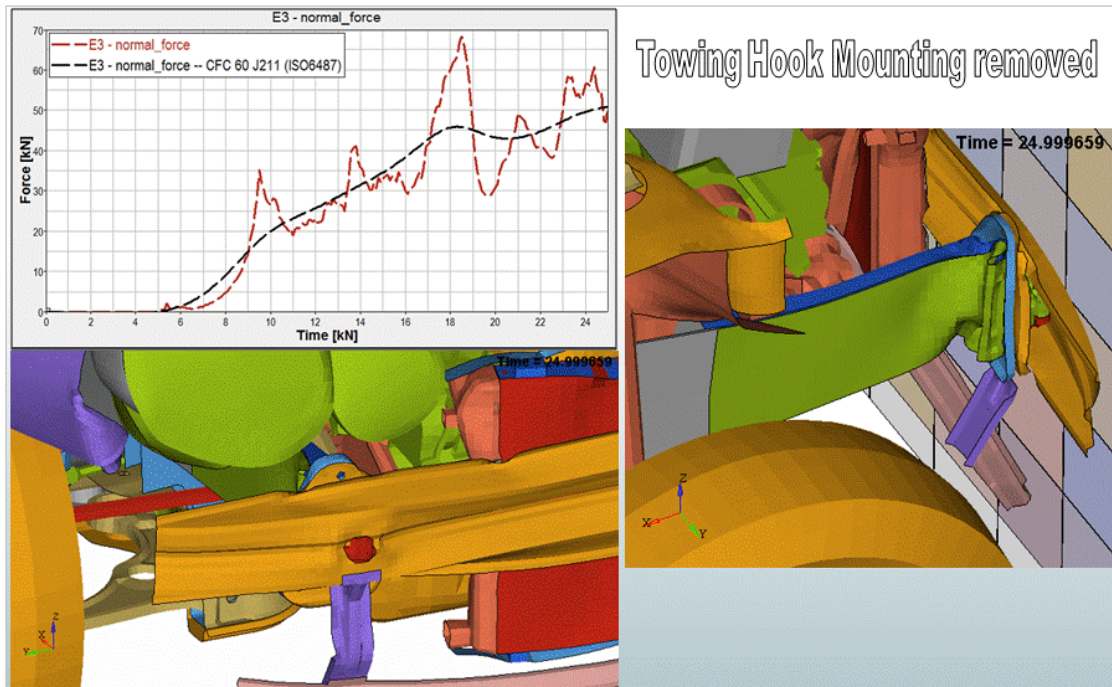 E3 - normal_force
E3 - normal_force
E3 - normal_force -- CFC 60 J211 (ISO6487)
Force [kN]
70
60
50
40
30
20
10
0
0 2 4 6 8 10 12 14 16 18 20 22 24
Time [kN]
Towing Hook Mounting removed
Time = 24.999659
Z
X
Y
Time = 24.999659
Z
X
Y